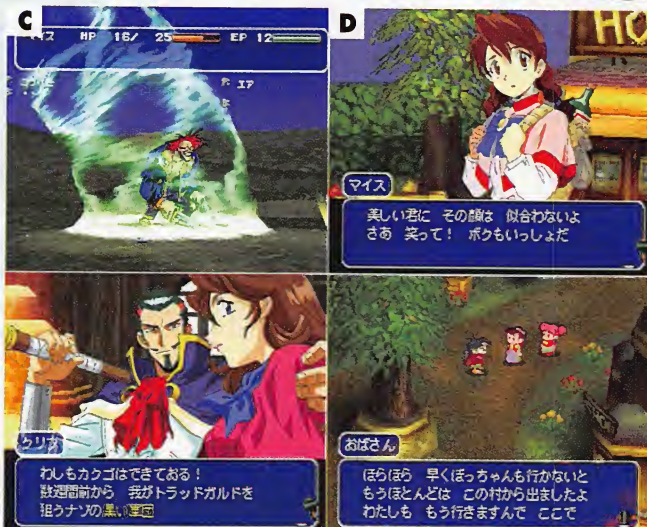 C
マイス HP 16/ 25 EP 12
エア
D
HO
マイス
美しい君に その顔は 似合わないよ
さあ 笑って! ボクもいっしょだ
クリフ
わしもカクゴはできておる!
数週間前から 我がトラッドガルドを
狙うナゾの黒い軍団
おばさん
ほらほら 早くぼっちゃんも行かないと
もうほとんどは この村から出ましたよ
わたしも もう行きますんで ここで